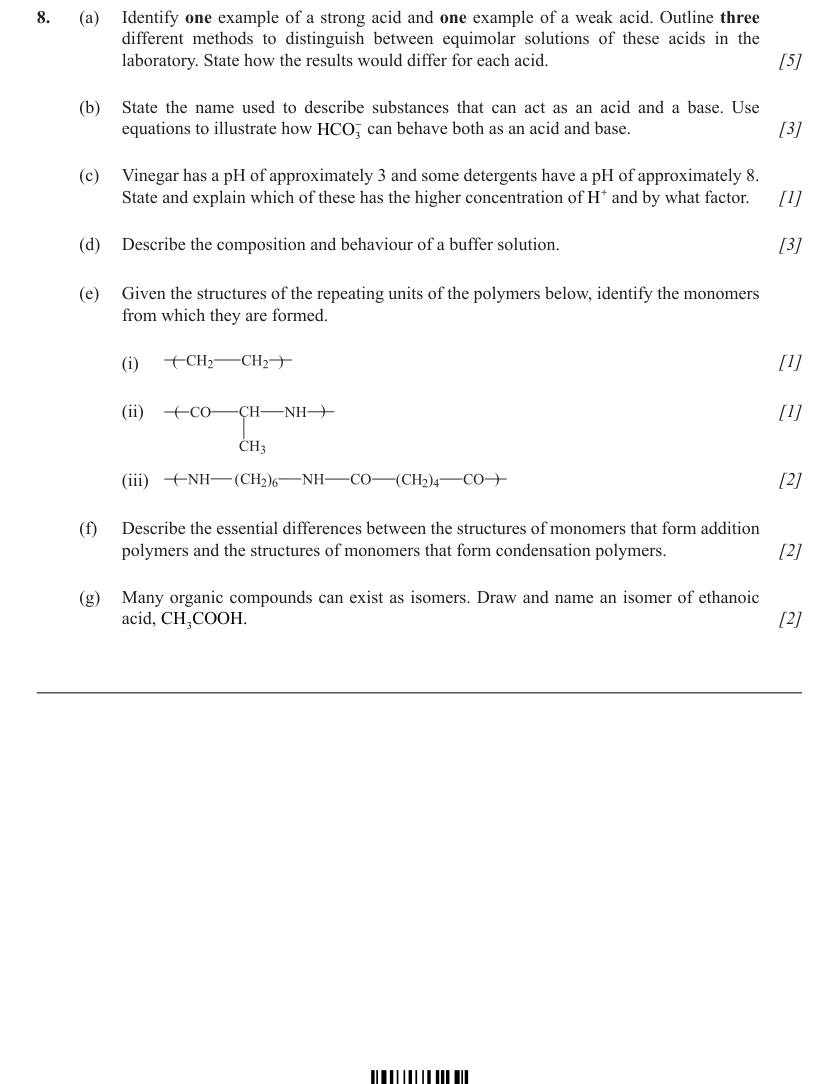 8. (a) Identify one example of a strong acid and one example of a weak acid. Outline three
different methods to distinguish between equimolar solutions of these acids in the
laboratory. State how the results would differ for each acid. [5]
(b) State the name used to describe substances that can act as an acid and a base. Use
equations to illustrate how HCO₃⁻ can behave both as an acid and base. [3]
(c) Vinegar has a pH of approximately 3 and some detergents have a pH of approximately 8.
State and explain which of these has the higher concentration of H⁺ and by what factor. [1]
(d) Describe the composition and behaviour of a buffer solution. [3]
(e) Given the structures of the repeating units of the polymers below, identify the monomers
from which they are formed.
(i) —(—CH₂—CH₂—)— [1]
(ii) —(—CO—CH—NH—)— [1]
CH₃
(iii) —(—NH—(CH₂)₆—NH—CO—(CH₂)₄—CO—)— [2]
(f) Describe the essential differences between the structures of monomers that form addition
polymers and the structures of monomers that form condensation polymers. [2]
(g) Many organic compounds can exist as isomers. Draw and name an isomer of ethanoic
acid, CH₃COOH. [2]